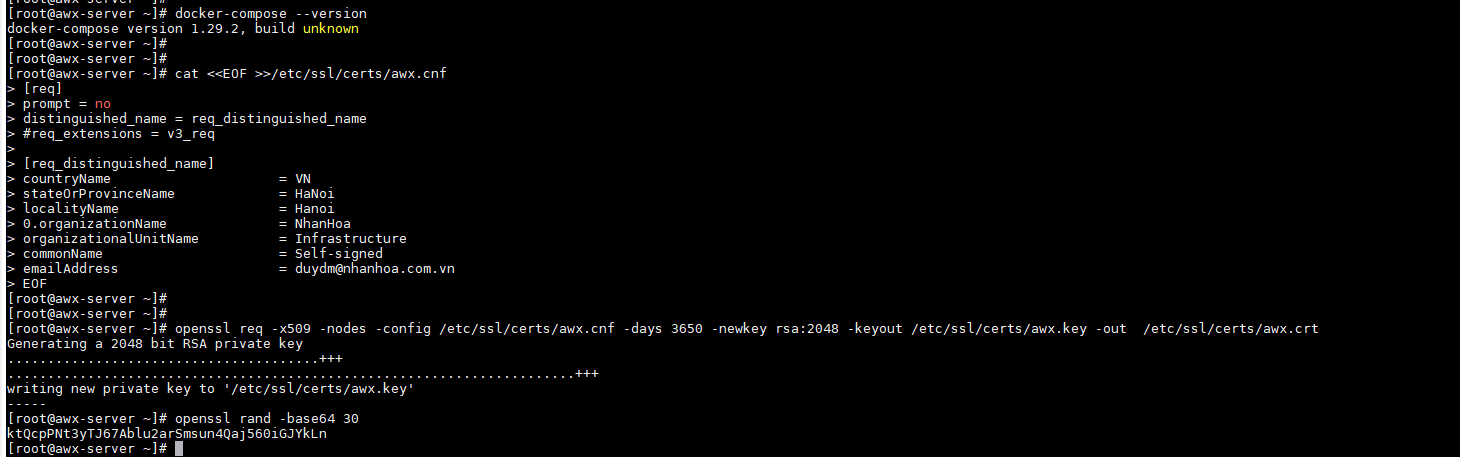 [root@awx-server ~]#
[root@awx-server ~]# docker-compose --version
docker-compose version 1.29.2, build unknown
[root@awx-server ~]#
[root@awx-server ~]#
[root@awx-server ~]# cat <<EOF >>/etc/ssl/certs/awx.cnf
> [req]
> prompt = no
> distinguished_name = req_distinguished_name
> #req_extensions = v3_req
>
> [req_distinguished_name]
> countryName                     = VN
> stateOrProvinceName             = HaNoi
> localityName                    = Hanoi
> 0.organizationName              = NhanHoa
> organizationalUnitName          = Infrastructure
> commonName                      = Self-signed
> emailAddress                    = duydm@nhanhoa.com.vn
> EOF
[root@awx-server ~]#
[root@awx-server ~]#
[root@awx-server ~]# openssl req -x509 -nodes -config /etc/ssl/certs/awx.cnf -days 3650 -newkey rsa:2048 -keyout /etc/ssl/certs/awx.key -out  /etc/ssl/certs/awx.crt
Generating a 2048 bit RSA private key
.......................................+++
.......................................................................+++
writing new private key to '/etc/ssl/certs/awx.key'
-----
[root@awx-server ~]# openssl rand -base64 30
ktQcpPNt3yTJ67Ablu2arSmsun4Qaj560iGJYkLn
[root@awx-server ~]#